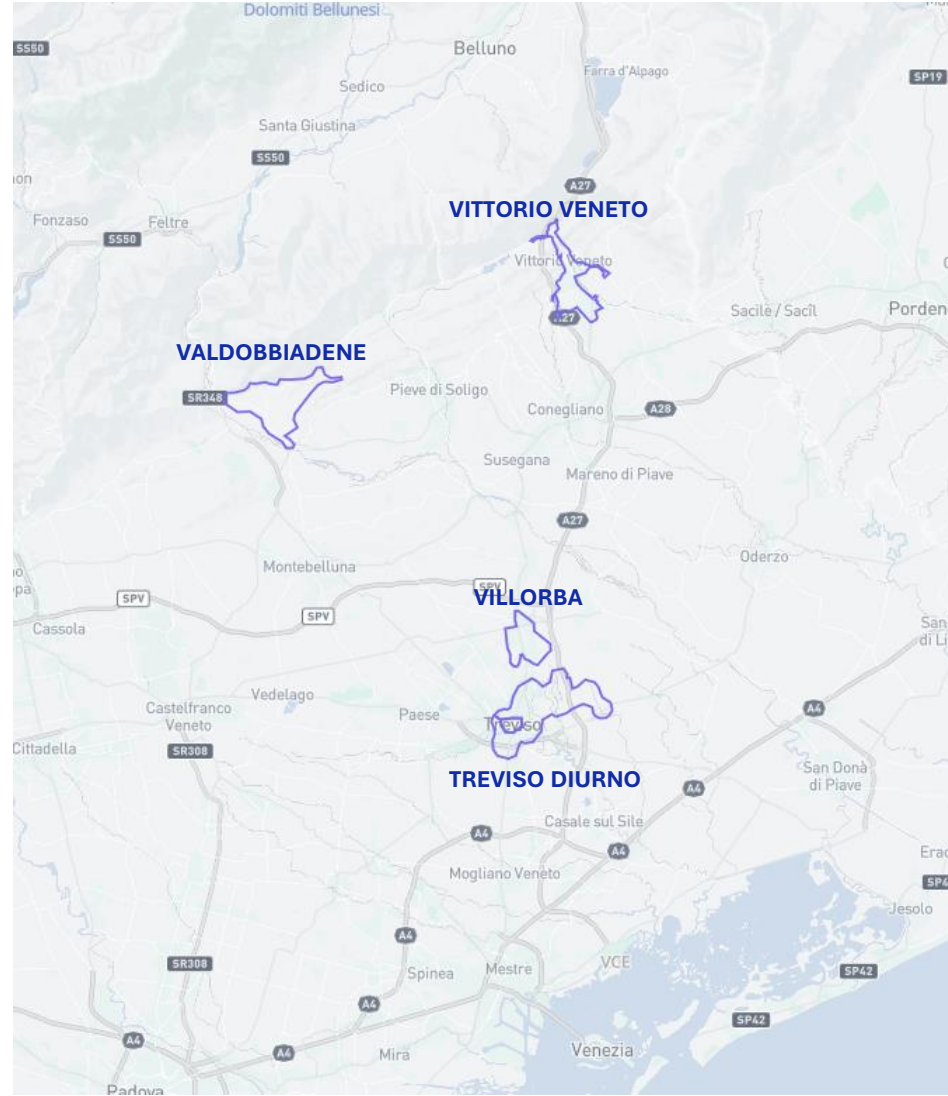 Dolomiti Bellunesi
SS50
Belluno
Farra d'Alpago
SP19
Sedico
Santa Giustina
SS50
A27
VITTORIO VENETO
Fonzaso
Feltre
SS50
Vittorio Veneto
Sacile / Sacîl
A27
VALDOBBIADENE
SR348
Pieve di Soligo
Conegliano
A28
Susegana
Mareno di Piave
A27
Oderzo
Montebelluna
SPV
SPV
VILLORBA
SPV
Cassola
Vedelago
Castelfranco
Veneto
Paese
Treviso
A4
Cittadella
SR308
TREVISO DIURNO
San Donà
di Piave
A4
Casale sul Sile
A4
A4
Mogliano Veneto
Jesolo
A4
SR308
Spinea
Mestre
VCE
SP42
A4
SP42
A4
A4
Mira
Venezia
Padova